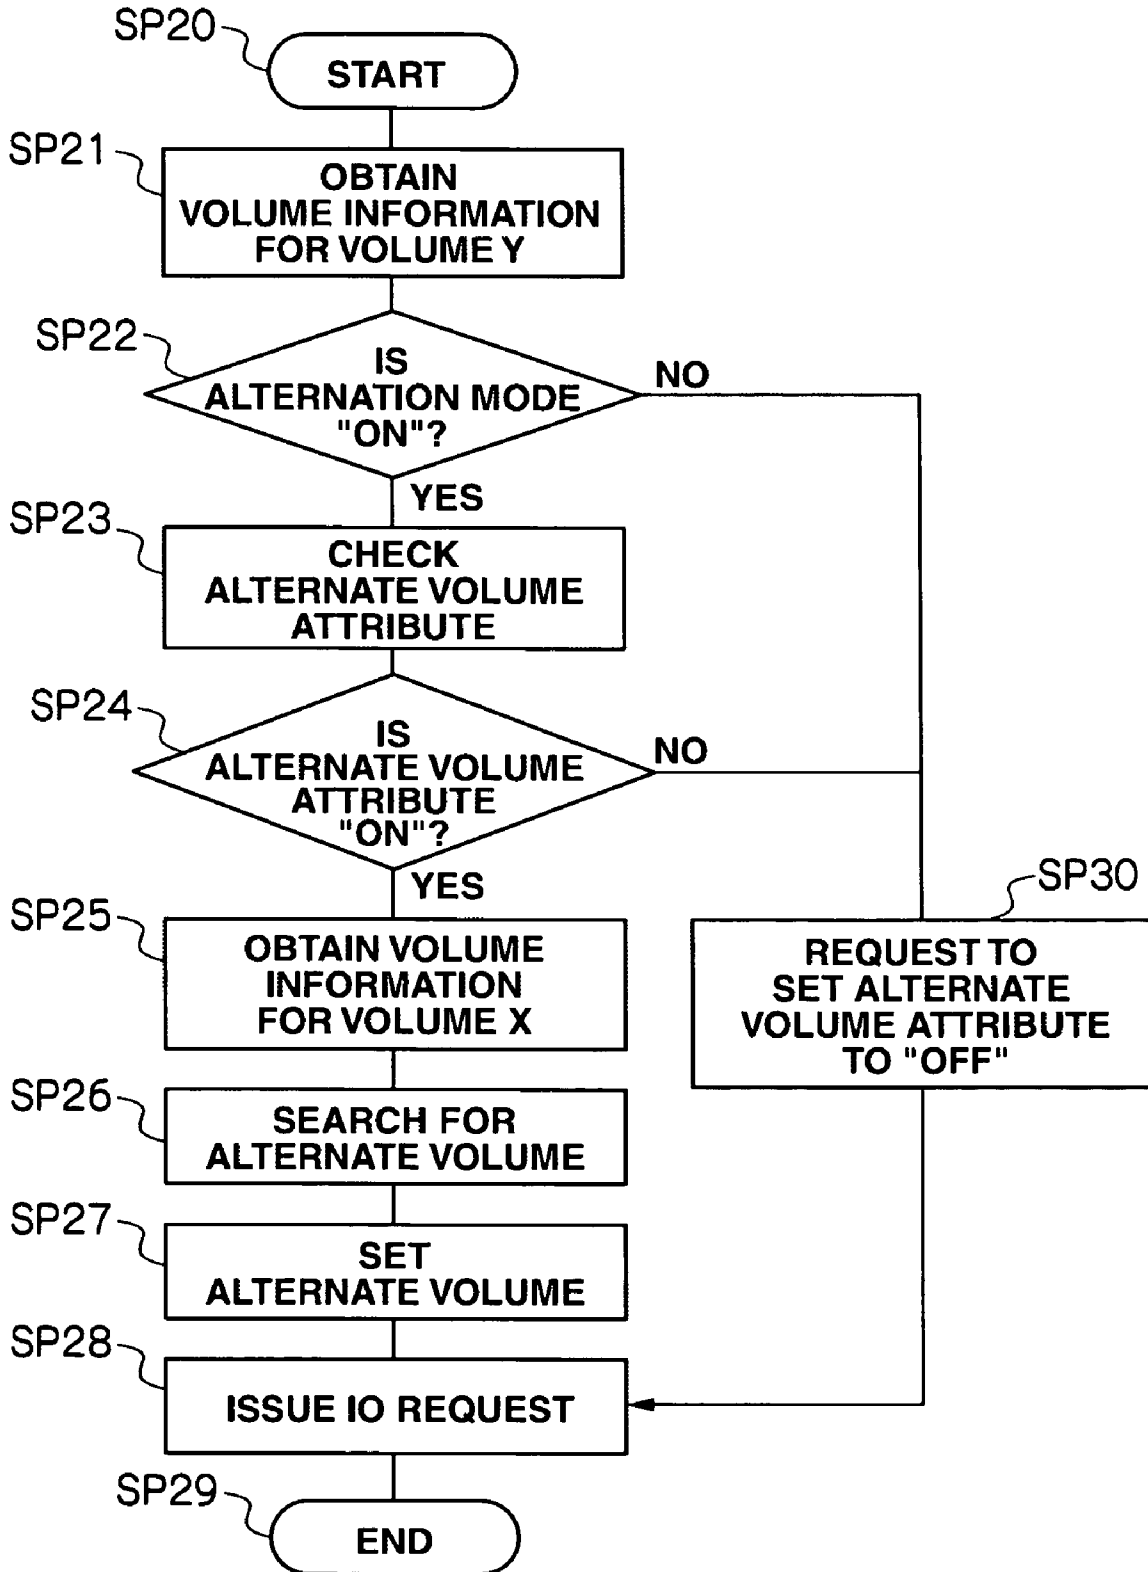 SP20
START
SP21
OBTAIN
VOLUME INFORMATION
FOR VOLUME Y
SP22
IS
ALTERNATION MODE
"ON"?
NO
YES
SP23
CHECK
ALTERNATE VOLUME
ATTRIBUTE
SP24
IS
ALTERNATE VOLUME
ATTRIBUTE
"ON"?
NO
YES
SP25
OBTAIN VOLUME
INFORMATION
FOR VOLUME X
SP30
REQUEST TO
SET ALTERNATE
VOLUME ATTRIBUTE
TO "OFF"
SP26
SEARCH FOR
ALTERNATE VOLUME
SP27
SET
ALTERNATE VOLUME
SP28
ISSUE IO REQUEST
SP29
END